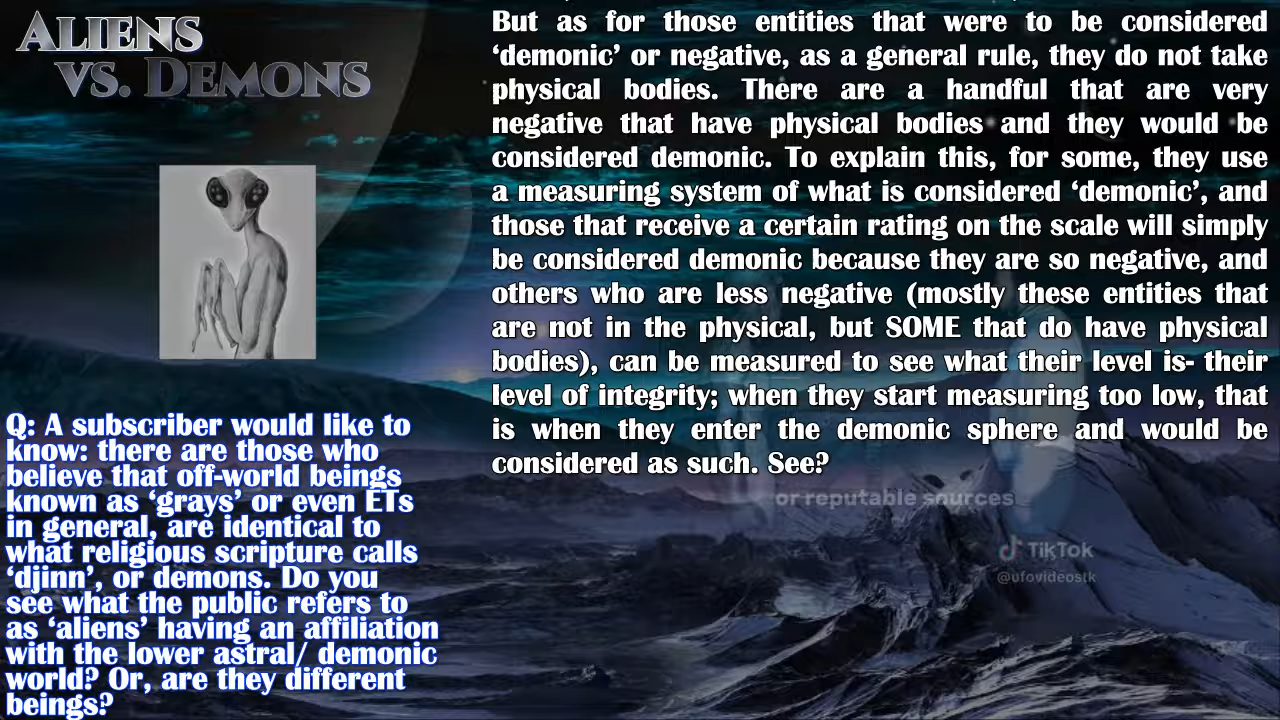 ALIENS
VS. DEMONS
Q: A subscriber would like to
know: there are those who
believe that off-world beings
known as ‘grays’ or even ETs
in general, are identical to
what religious scripture calls
‘djinn’, or demons. Do you
see what the public refers to
as ‘aliens’ having an affiliation
with the lower astral/ demonic
world? Or, are they different
beings?
But as for those entities that were to be considered
‘demonic’ or negative, as a general rule, they do not take
physical bodies. There are a handful that are very
negative that have physical bodies and they would be
considered demonic. To explain this, for some, they use
a measuring system of what is considered ‘demonic’, and
those that receive a certain rating on the scale will simply
be considered demonic because they are so negative, and
others who are less negative (mostly these entities that
are not in the physical, but SOME that do have physical
bodies), can be measured to see what their level is- their
level of integrity; when they start measuring too low, that
is when they enter the demonic sphere and would be
considered as such. See?
or reputable sources
TikTok
@ufovideostk